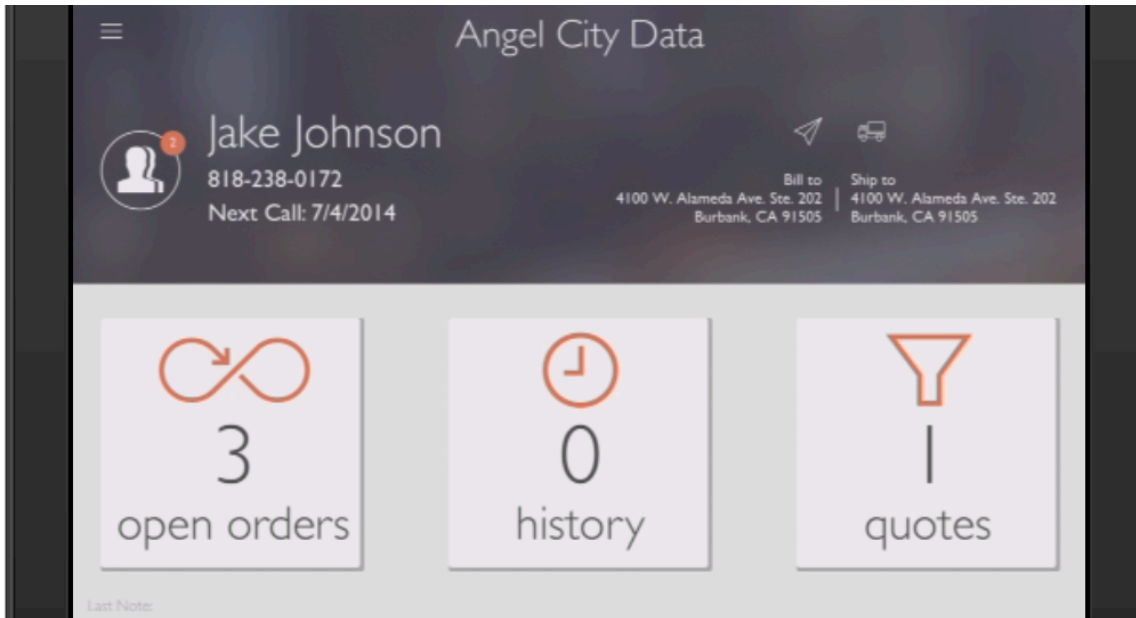 Angel City Data
2
Jake Johnson
818-238-0172
Next Call: 7/4/2014
Bill to
4100 W. Alameda Ave. Ste. 202
Burbank, CA 91505
Ship to
4100 W. Alameda Ave. Ste. 202
Burbank, CA 91505
3
open orders
0
history
1
quotes
Last Note: